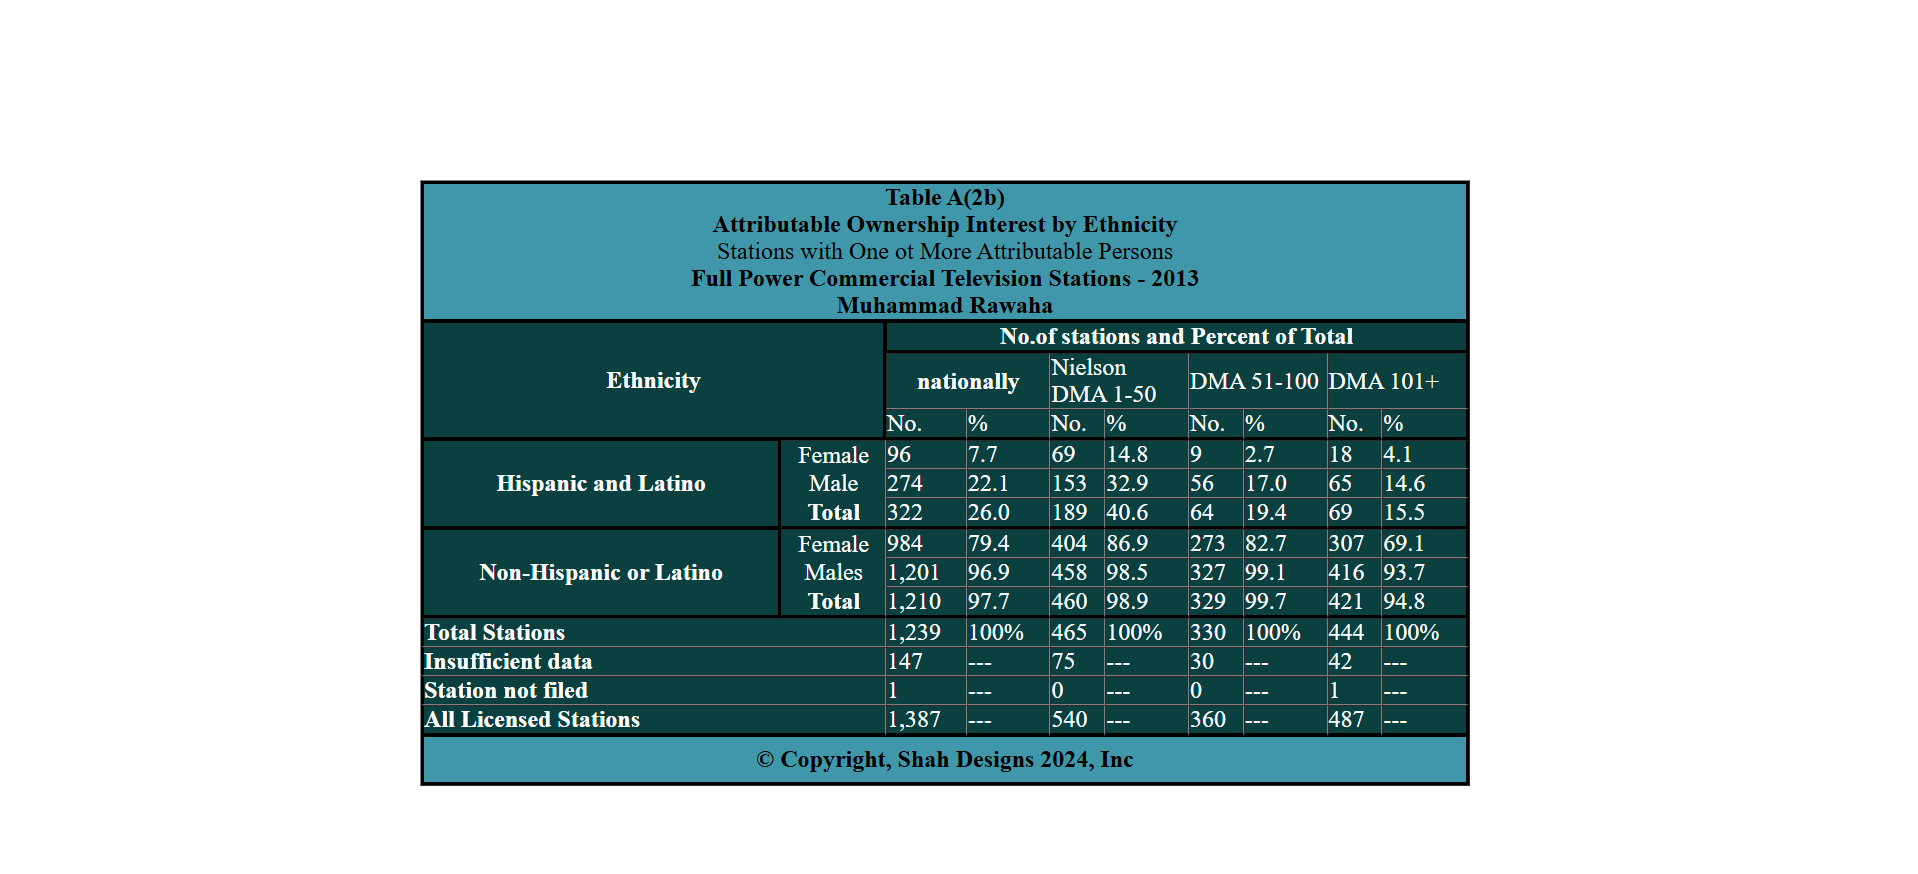 Table A(2b)
Attributable Ownership Interest by Ethnicity
Stations with One ot More Attributable Persons
Full Power Commercial Television Stations - 2013
Muhammad Rawaha
Ethnicity
No.of stations and Percent of Total
nationally
Nielson
DMA 1-50
DMA 51-100
DMA 101+
No. % No. % No. % No. %
Hispanic and Latino
Female 96 7.7 69 14.8 9 2.7 18 4.1
Male 274 22.1 153 32.9 56 17.0 65 14.6
Total 322 26.0 189 40.6 64 19.4 69 15.5
Non-Hispanic or Latino
Female 984 79.4 404 86.9 273 82.7 307 69.1
Males 1,201 96.9 458 98.5 327 99.1 416 93.7
Total 1,210 97.7 460 98.9 329 99.7 421 94.8
Total Stations 1,239 100% 465 100% 330 100% 444 100%
Insufficient data 147 --- 75 --- 30 --- 42 ---
Station not filed 1 --- 0 --- 0 --- 1 ---
All Licensed Stations 1,387 --- 540 --- 360 --- 487 ---
© Copyright, Shah Designs 2024, Inc